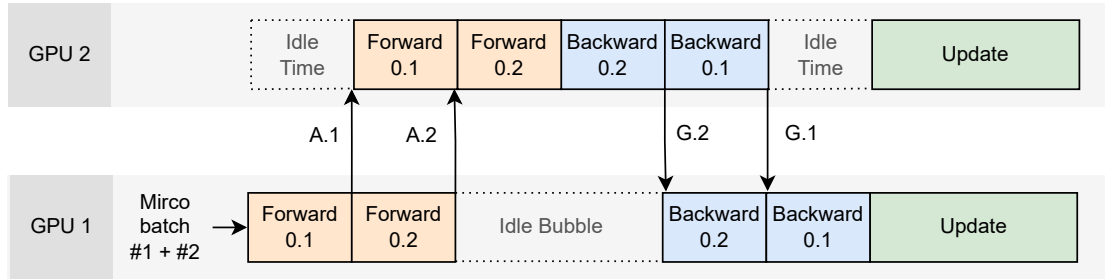 GPU 2
Idle
Time
Forward
0.1
Forward
0.2
Backward
0.2
Backward
0.1
Idle
Time
Update
A.1
A.2
G.2
G.1
GPU 1
Mirco
batch
#1 + #2
Forward
0.1
Forward
0.2
Idle Bubble
Backward
0.2
Backward
0.1
Update